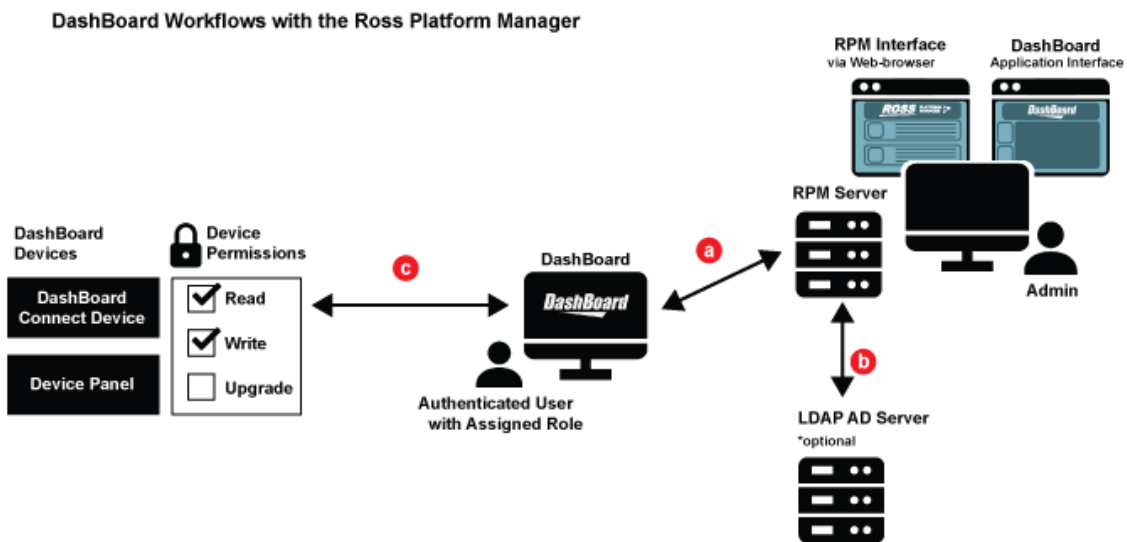 DashBoard Workflows with the Ross Platform Manager
RPM Interface
via Web-browser
DashBoard
Application Interface
ROSS PLATFORM
MANAGER
DashBoard
RPM Server
Admin
DashBoard
Devices
Device
Permissions
DashBoard
Connect Device
Device Panel
Read
Write
Upgrade
c
DashBoard
DashBoard
Authenticated User
with Assigned Role
a
b
LDAP AD Server
*optional